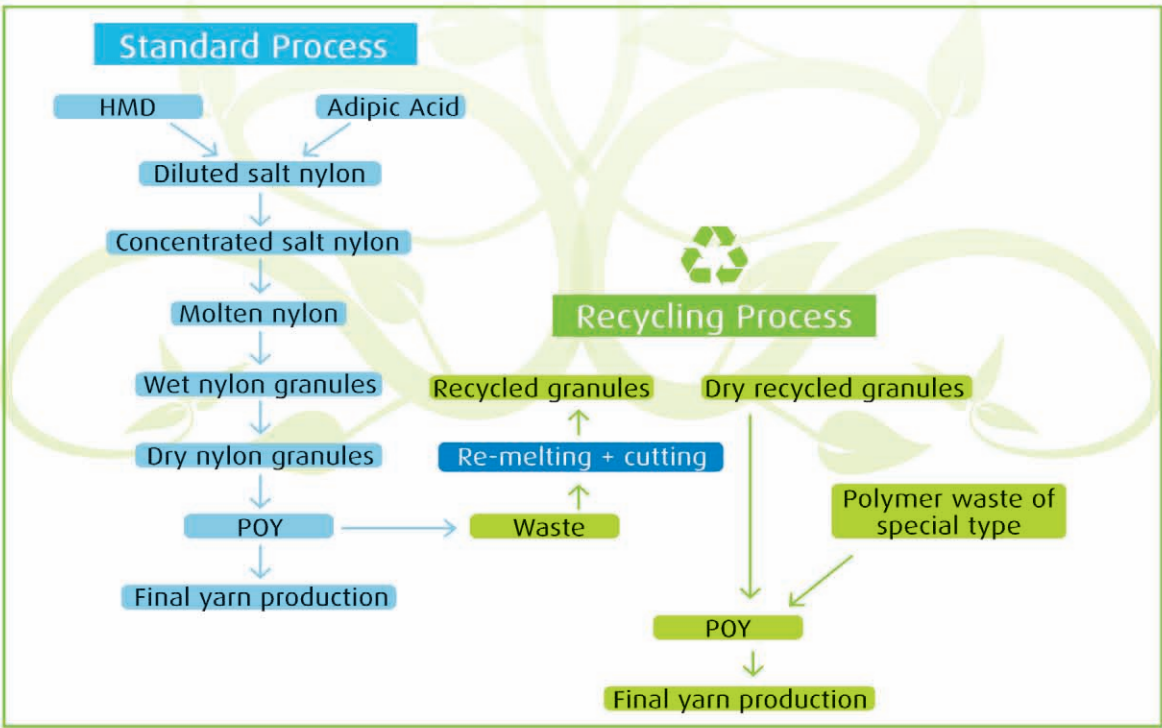 Standard Process
HMD
Adipic Acid
Diluted salt nylon
Concentrated salt nylon
Molten nylon
Wet nylon granules
Dry nylon granules
POY
Final yarn production
Recycling Process
Recycled granules
Dry recycled granules
Re-melting + cutting
Waste
Polymer waste of
special type
POY
Final yarn production